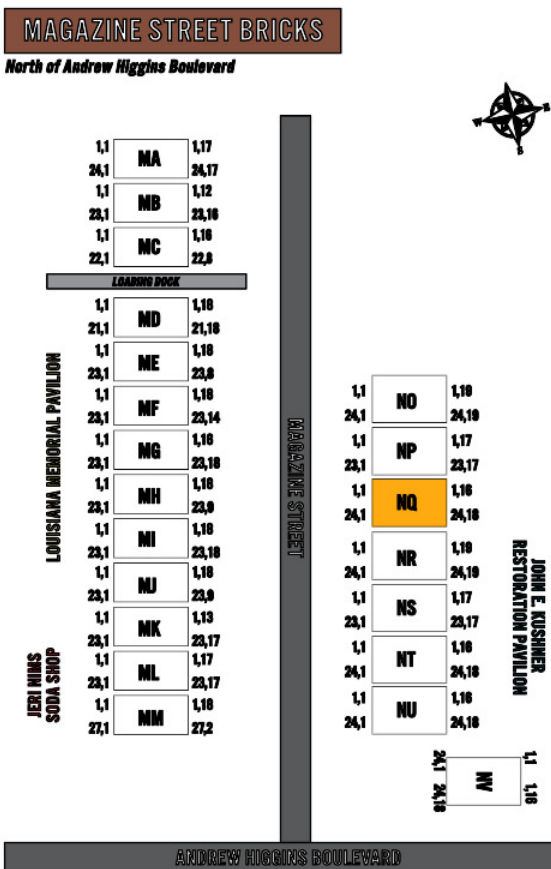 MAGAZINE STREET BRICKS
North of Andrew Higgins Boulevard
N
W
E
S
1,1 MA 1,17
24,1 24,17
1,1 MB 1,12
23,1 23,16
1,1 MC 1,16
22,1 22,8
LOADING DOCK
1,1 MD 1,18
21,1 21,18
1,1 ME 1,18
23,1 23,8
1,1 MF 1,18
23,1 23,14
1,1 MG 1,18
23,1 23,18
1,1 MH 1,18
23,1 23,9
1,1 MI 1,18
23,1 23,18
1,1 MJ 1,18
23,1 23,9
1,1 MK 1,13
23,1 23,17
1,1 ML 1,17
23,1 23,17
1,1 MM 1,18
27,1 27,2
LOUISIANA MEMORIAL PAVILION
JERI NIMS
SODA SHOP
MAGAZINE STREET
1,1 NO 1,19
24,1 24,19
1,1 NP 1,17
23,1 23,17
1,1 NQ 1,16
24,1 24,18
1,1 NR 1,19
24,1 24,19
1,1 NS 1,17
23,1 23,17
1,1 NT 1,16
24,1 24,18
1,1 NU 1,16
24,1 24,18
JOHN E. KUSHNER
RESTORATION PAVILION
1,1 NV 1,16
24,1 24,18
ANDREW HIGGINS BOULEVARD